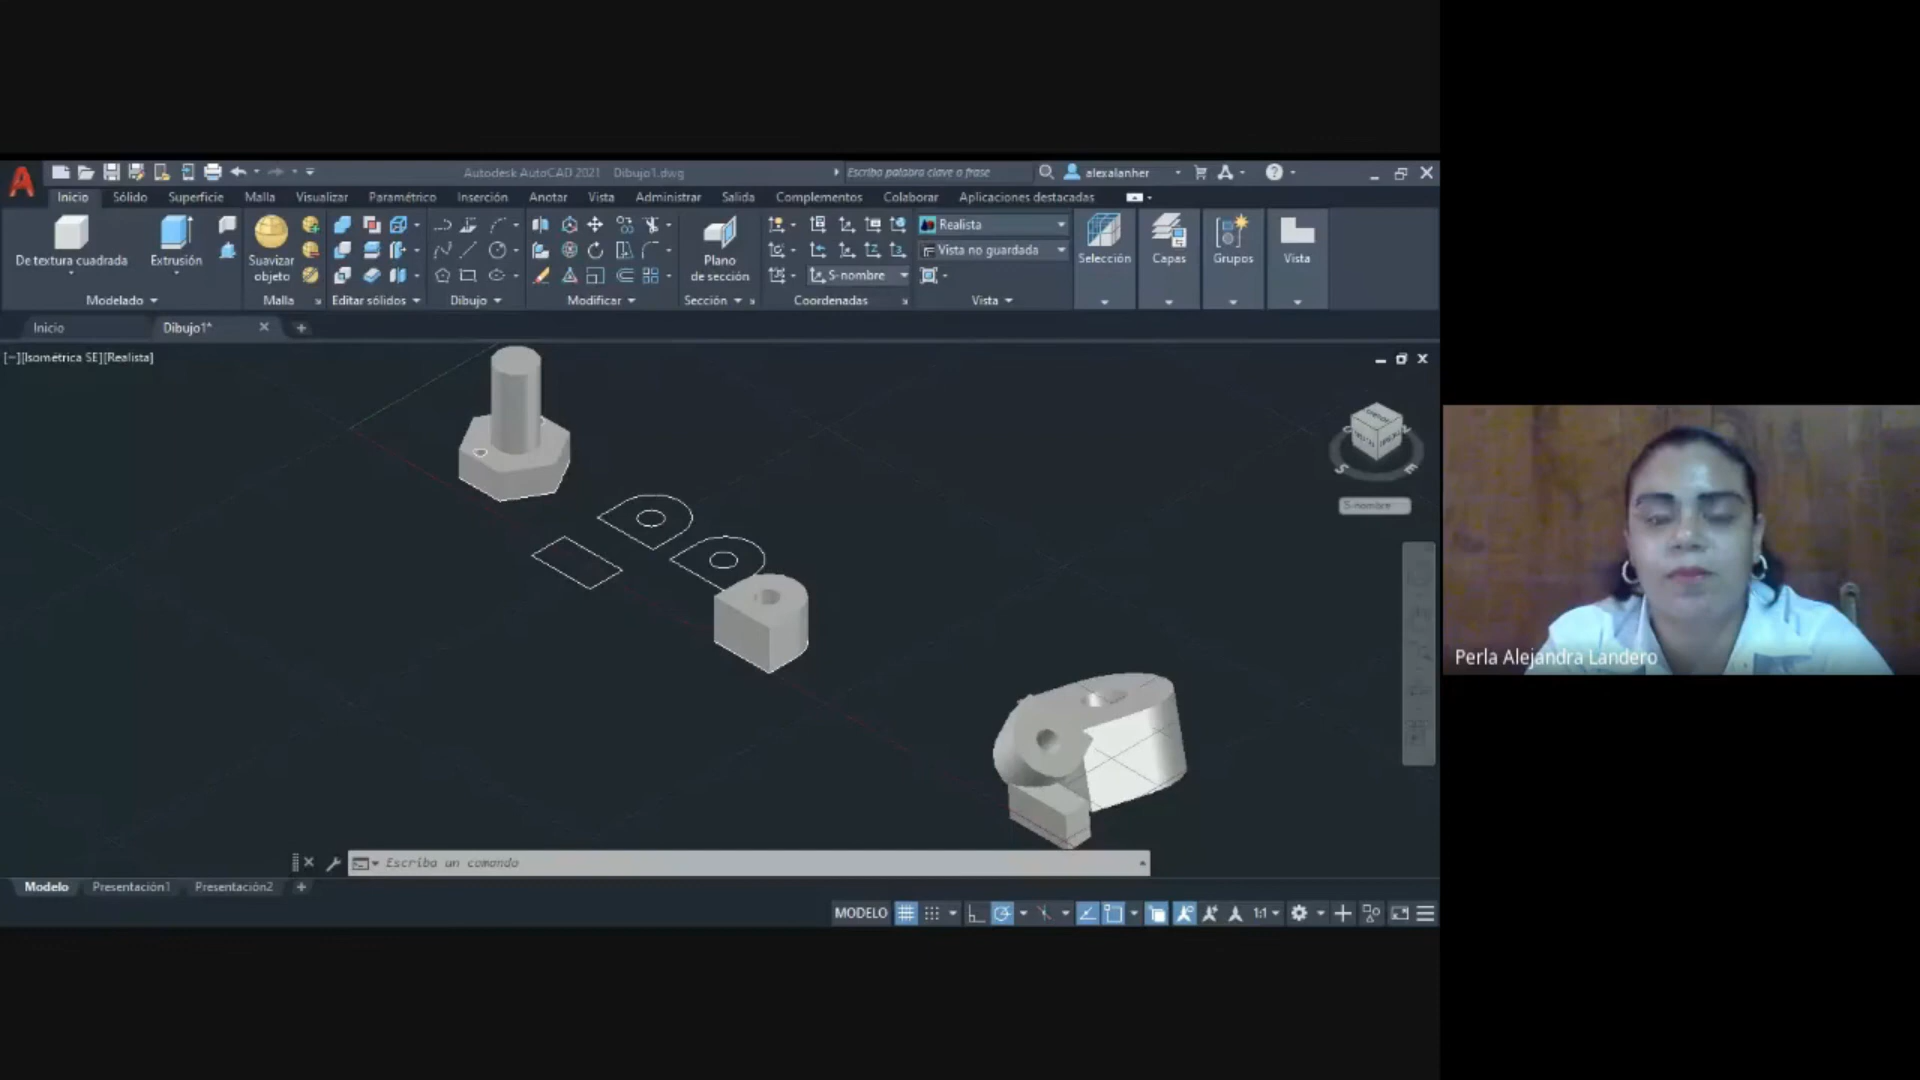 Autodesk AutoCAD 2021 Dibujo1.dwg
Escriba palabra clave o frase
alexalanher
Inicio Sólido Superficie Malla Visualizar Paramétrico Inserción Anotar Vista Administrar Salida Complementos Colaborar Aplicaciones destacadas
De textura cuadrada
Extrusión
Suavizar
objeto
Plano
de sección
S-nombre
Realista
Vista no guardada
Selección
Capas
Grupos
Vista
Modelado Malla Editar sólidos Dibujo Modificar Sección Coordenadas Vista
Inicio Dibujo1*
[−][Isométrica SE][Realista]
S E
S-nombre
Perla Alejandra Landero
Escriba un comando
Modelo Presentación1 Presentación2
MODELO 1:1